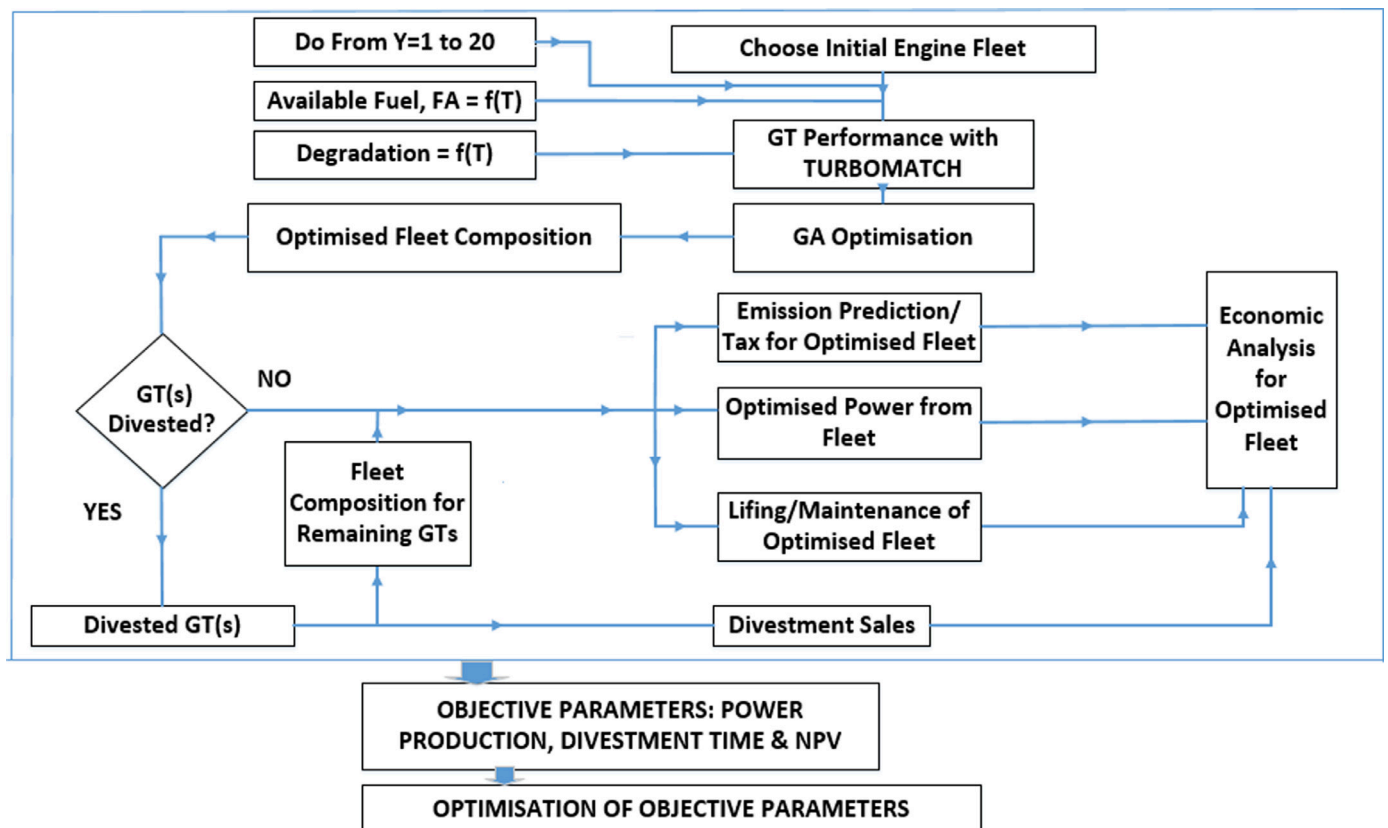 Do From Y=1 to 20
Choose Initial Engine Fleet
Available Fuel, FA = f(T)
Degradation = f(T)
GT Performance with
TURBOMATCH
Optimised Fleet Composition
GA Optimisation
Emission Prediction/
Tax for Optimised Fleet
Economic
Analysis
for
Optimised
Fleet
GT(s)
Divested?
NO
Optimised Power from
Fleet
Fleet
Composition for
Remaining GTs
YES
Lifing/Maintenance of
Optimised Fleet
Divested GT(s)
Divestment Sales
OBJECTIVE PARAMETERS: POWER
PRODUCTION, DIVESTMENT TIME & NPV
OPTIMISATION OF OBJECTIVE PARAMETERS